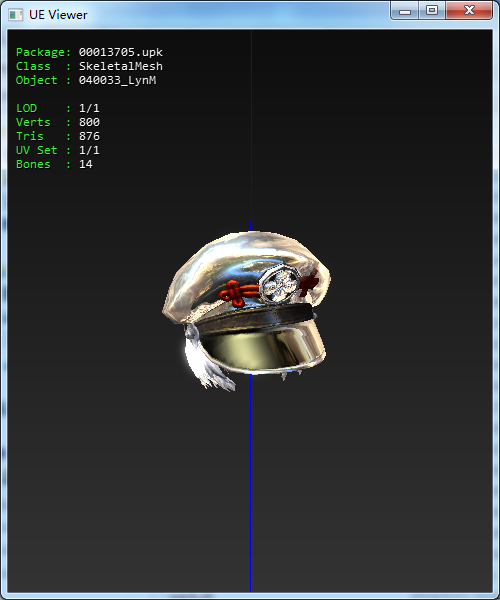 UE Viewer
Package: 00013705.upk
Class  : SkeletalMesh
Object : 040033_LynM
LOD    : 1/1
Verts  : 800
Tris   : 876
UV Set : 1/1
Bones  : 14